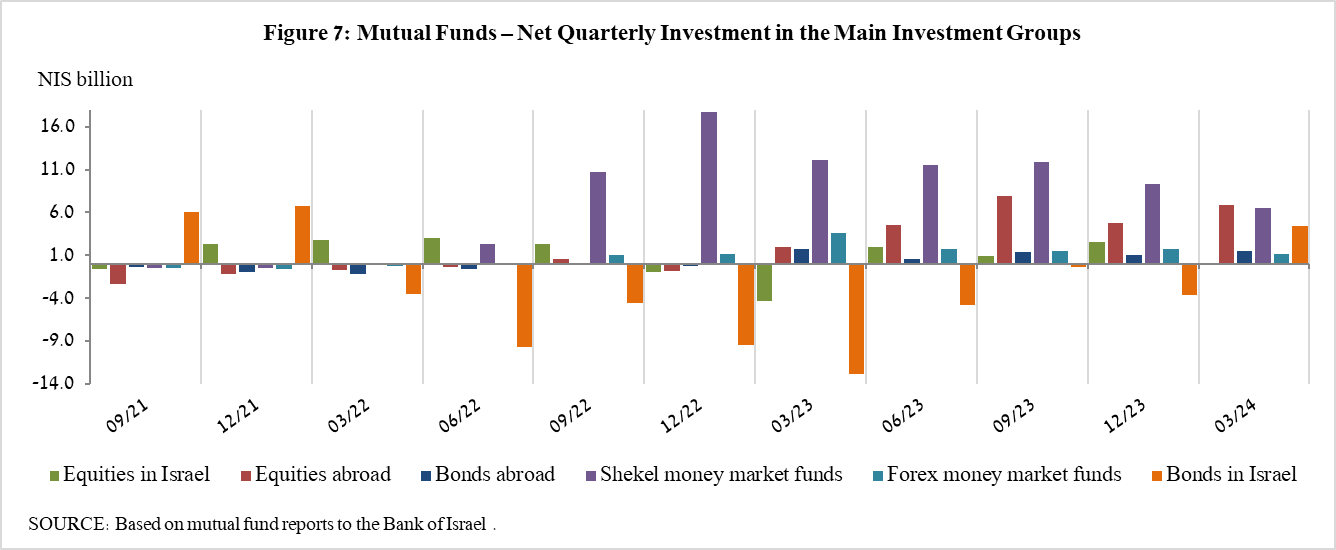 Figure 7: Mutual Funds – Net Quarterly Investment in the Main Investment Groups
NIS billion
16.0
11.0
6.0
1.0
-4.0
-9.0
-14.0
09/21 12/21 03/22 06/22 09/22 12/22 03/23 06/23 09/23 12/23 03/24
Equities in Israel Equities abroad Bonds abroad Shekel money market funds Forex money market funds Bonds in Israel
SOURCE: Based on mutual fund reports to the Bank of Israel .